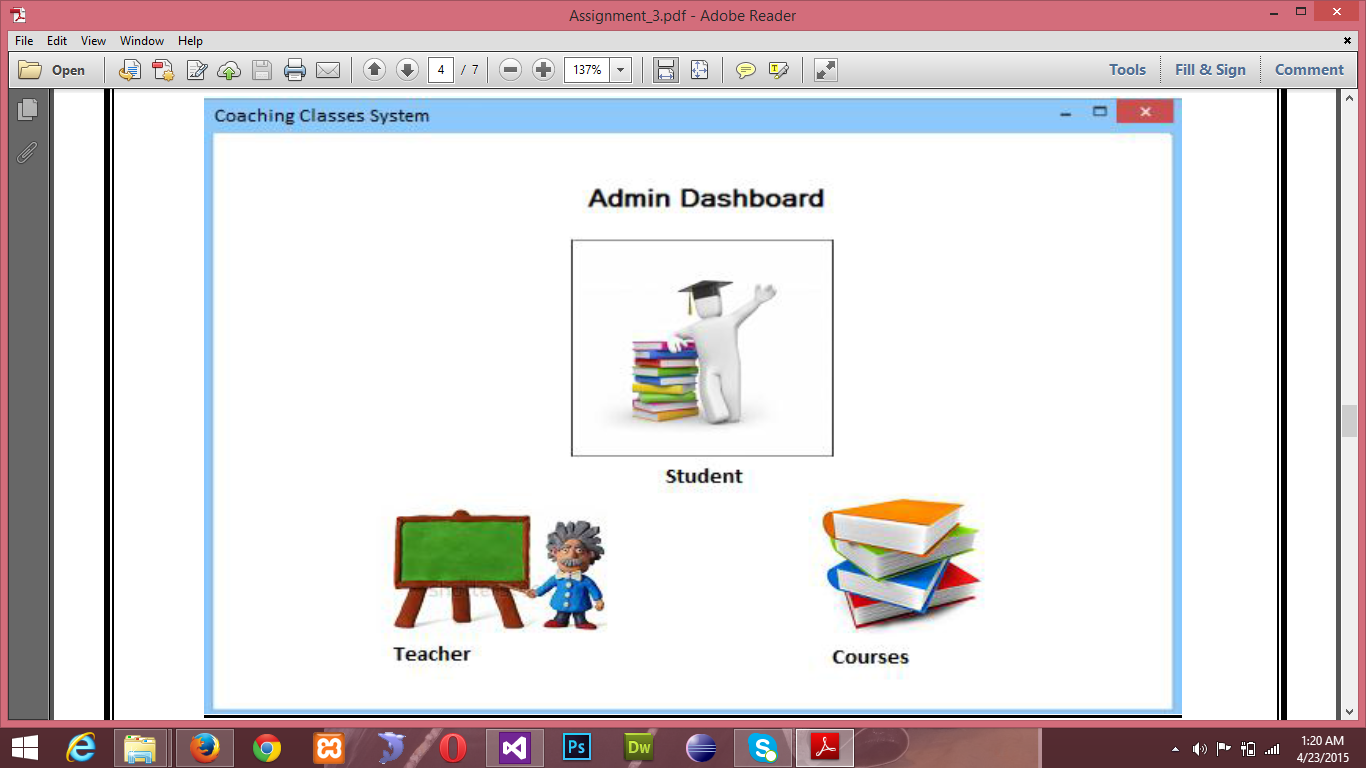 Assignment_3.pdf - Adobe Reader
File Edit View Window Help
Open 4 / 7 137% Tools Fill & Sign Comment
Coaching Classes System
Admin Dashboard
Student
Teacher
Courses
Ps Dw
1:20 AM
4/23/2015